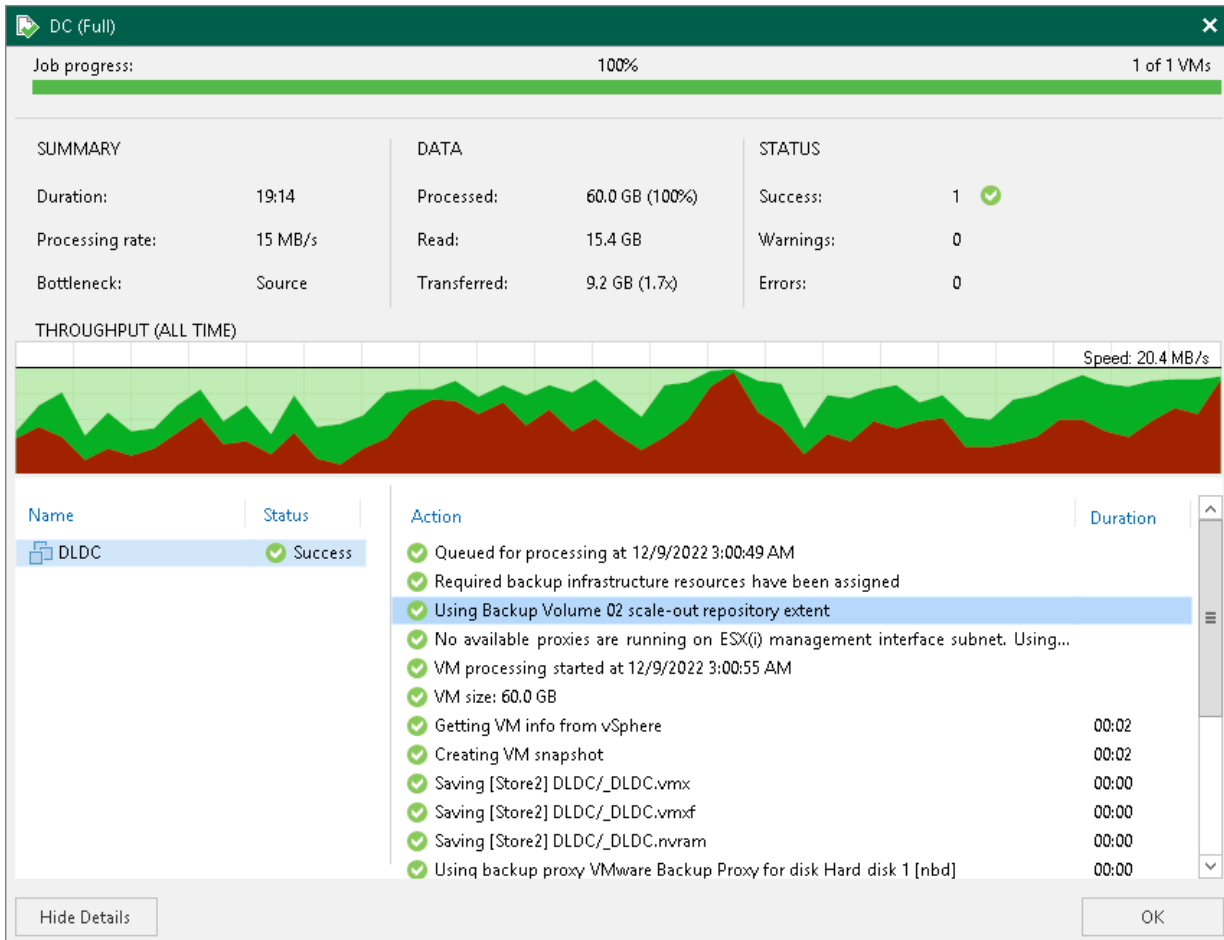 DC (Full)
Job progress: 100% 1 of 1 VMs
SUMMARY DATA STATUS
Duration: 19:14 Processed: 60.0 GB (100%) Success: 1
Processing rate: 15 MB/s Read: 15.4 GB Warnings: 0
Bottleneck: Source Transferred: 9.2 GB (1.7x) Errors: 0
THROUGHPUT (ALL TIME)
Speed: 20.4 MB/s
Name Status Action Duration
DLDC Success Queued for processing at 12/9/2022 3:00:49 AM
Required backup infrastructure resources have been assigned
Using Backup Volume 02 scale-out repository extent
No available proxies are running on ESX(i) management interface subnet. Using...
VM processing started at 12/9/2022 3:00:55 AM
VM size: 60.0 GB
Getting VM info from vSphere 00:02
Creating VM snapshot 00:02
Saving [Store2] DLDC/_DLDC.vmx 00:00
Saving [Store2] DLDC/_DLDC.vmxf 00:00
Saving [Store2] DLDC/_DLDC.nvram 00:00
Using backup proxy VMware Backup Proxy for disk Hard disk 1 [nbd] 00:00
Hide Details OK